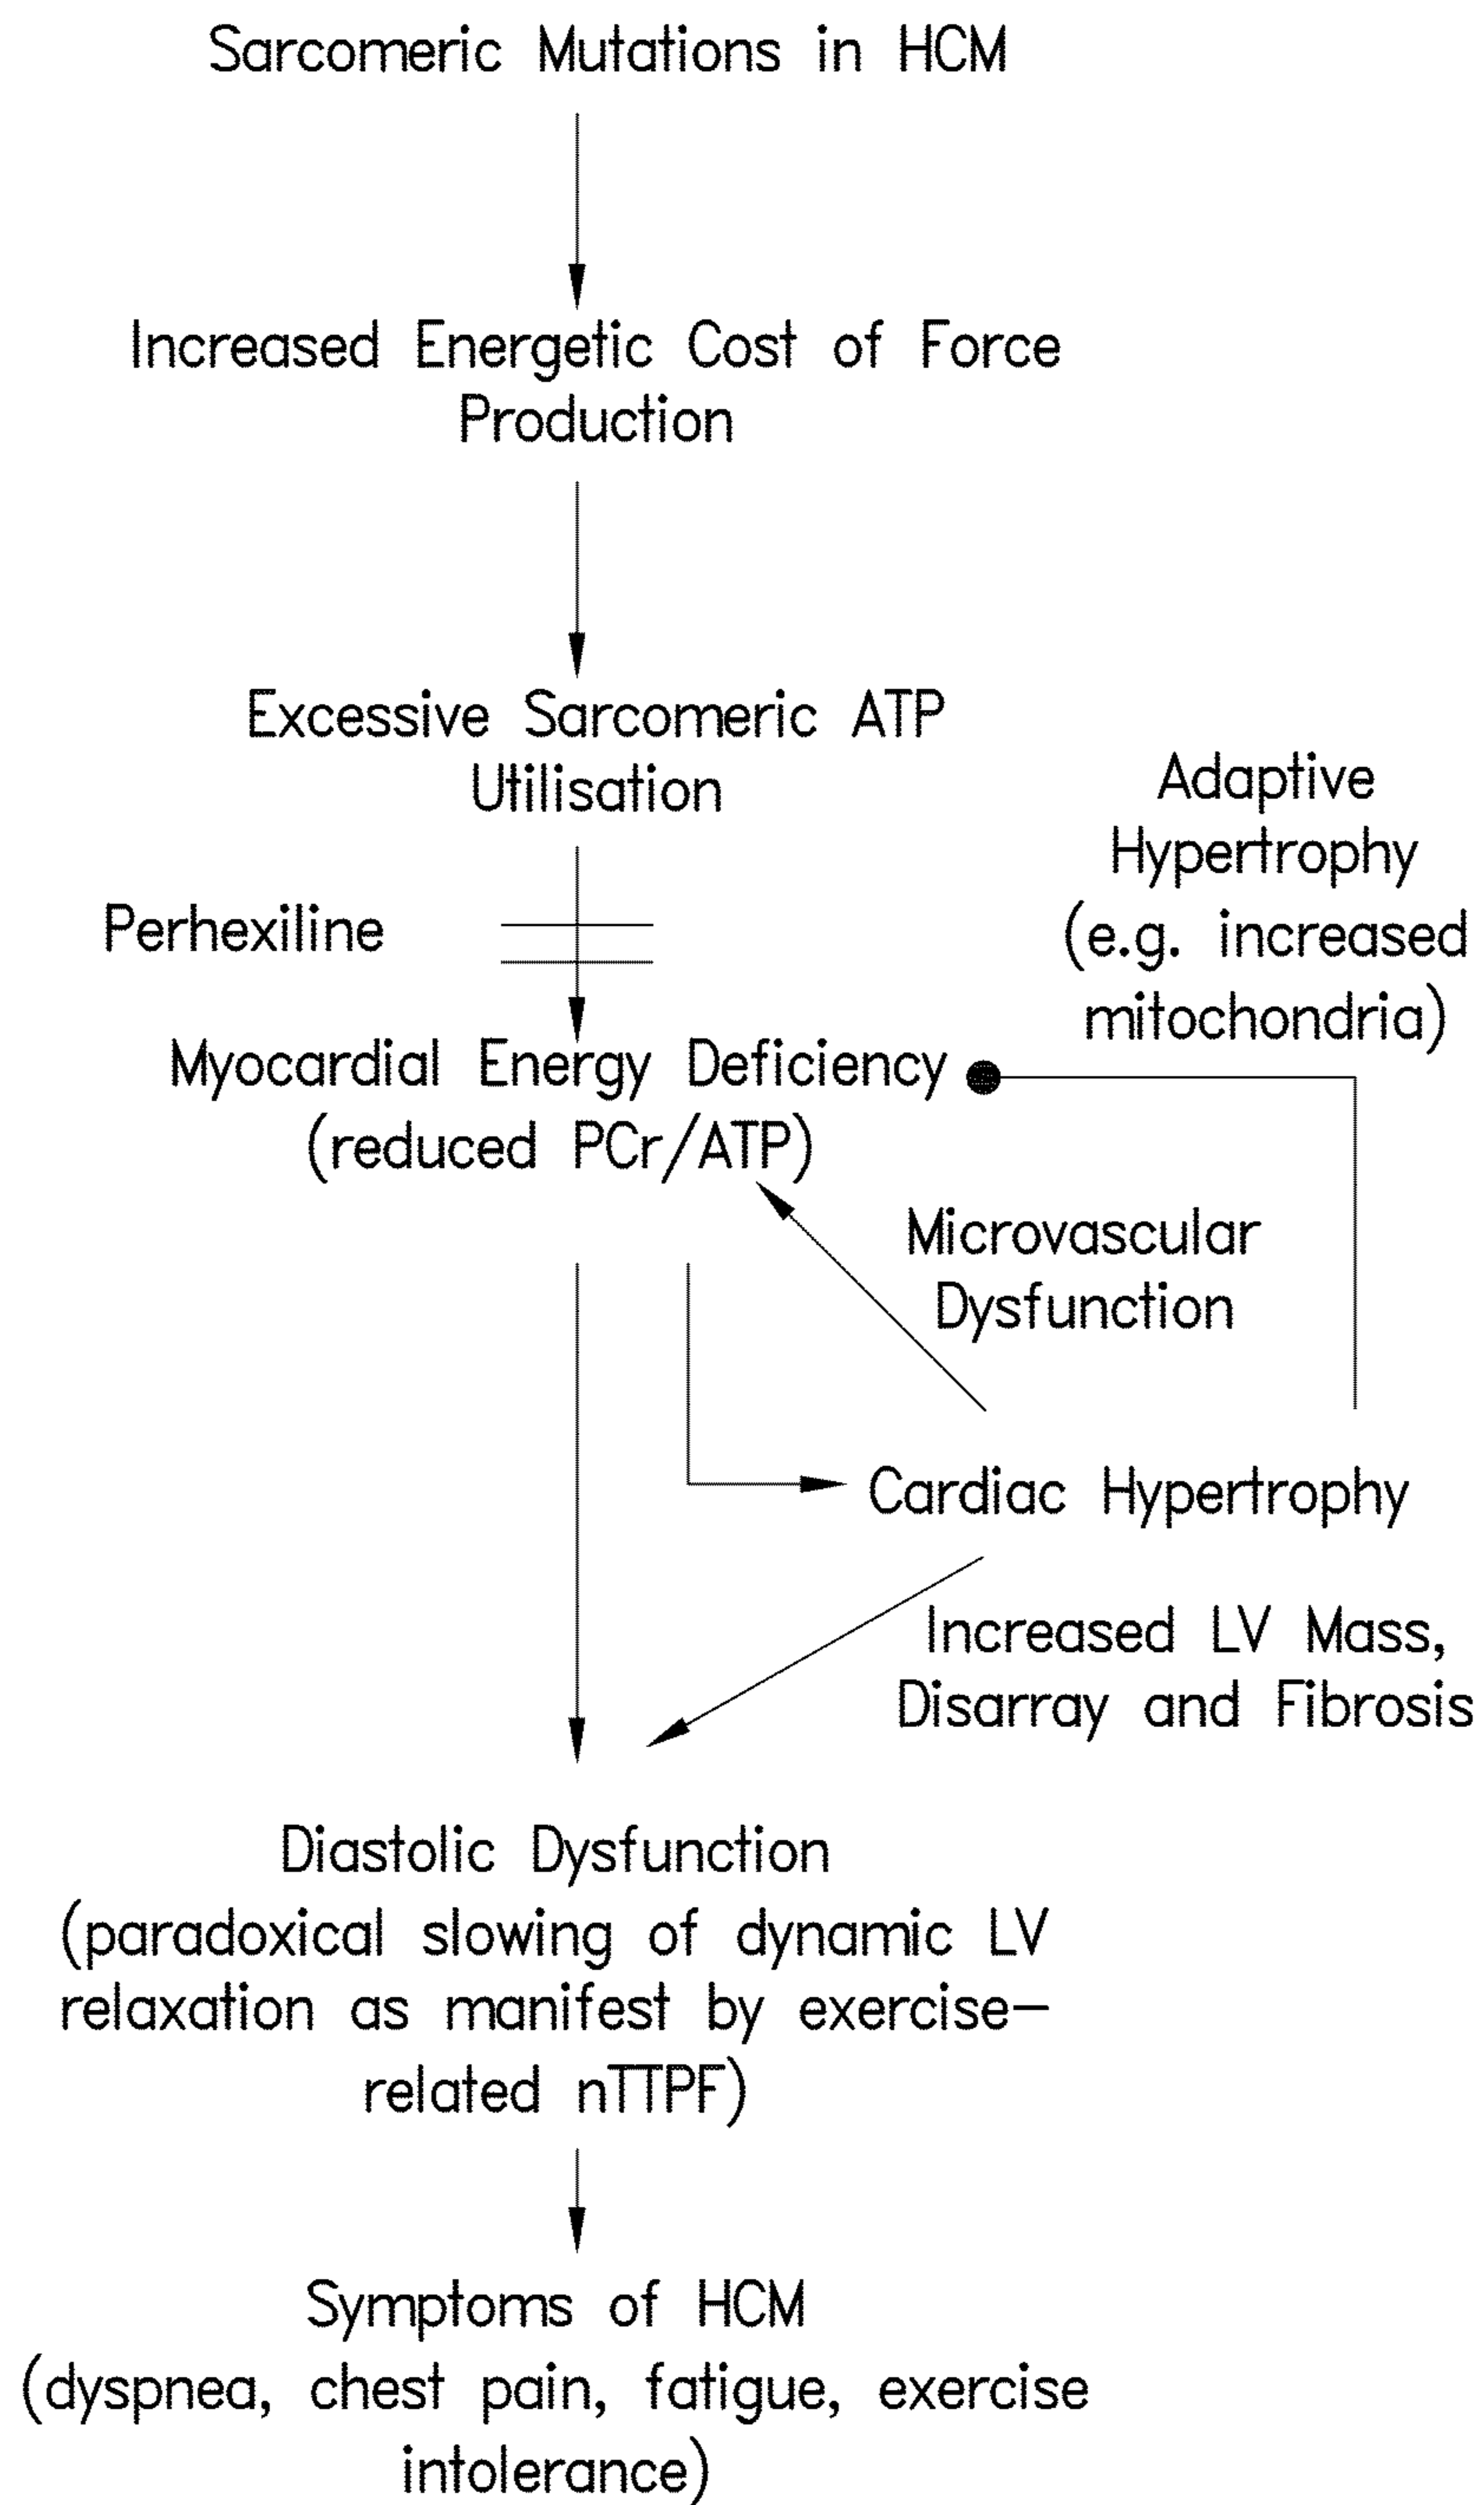 Sarcomeric Mutations in HCM
Increased Energetic Cost of Force
Production
Excessive Sarcomeric ATP
Utilisation
Adaptive
Hypertrophy
(e.g. increased
mitochondria)
Perhexiline
Myocardial Energy Deficiency
(reduced PCr/ATP)
Microvascular
Dysfunction
Cardiac Hypertrophy
Increased LV Mass,
Disarray and Fibrosis
Diastolic Dysfunction
(paradoxical slowing of dynamic LV
relaxation as manifest by exercise-
related nTTPF)
Symptoms of HCM
(dyspnea, chest pain, fatigue, exercise
intolerance)